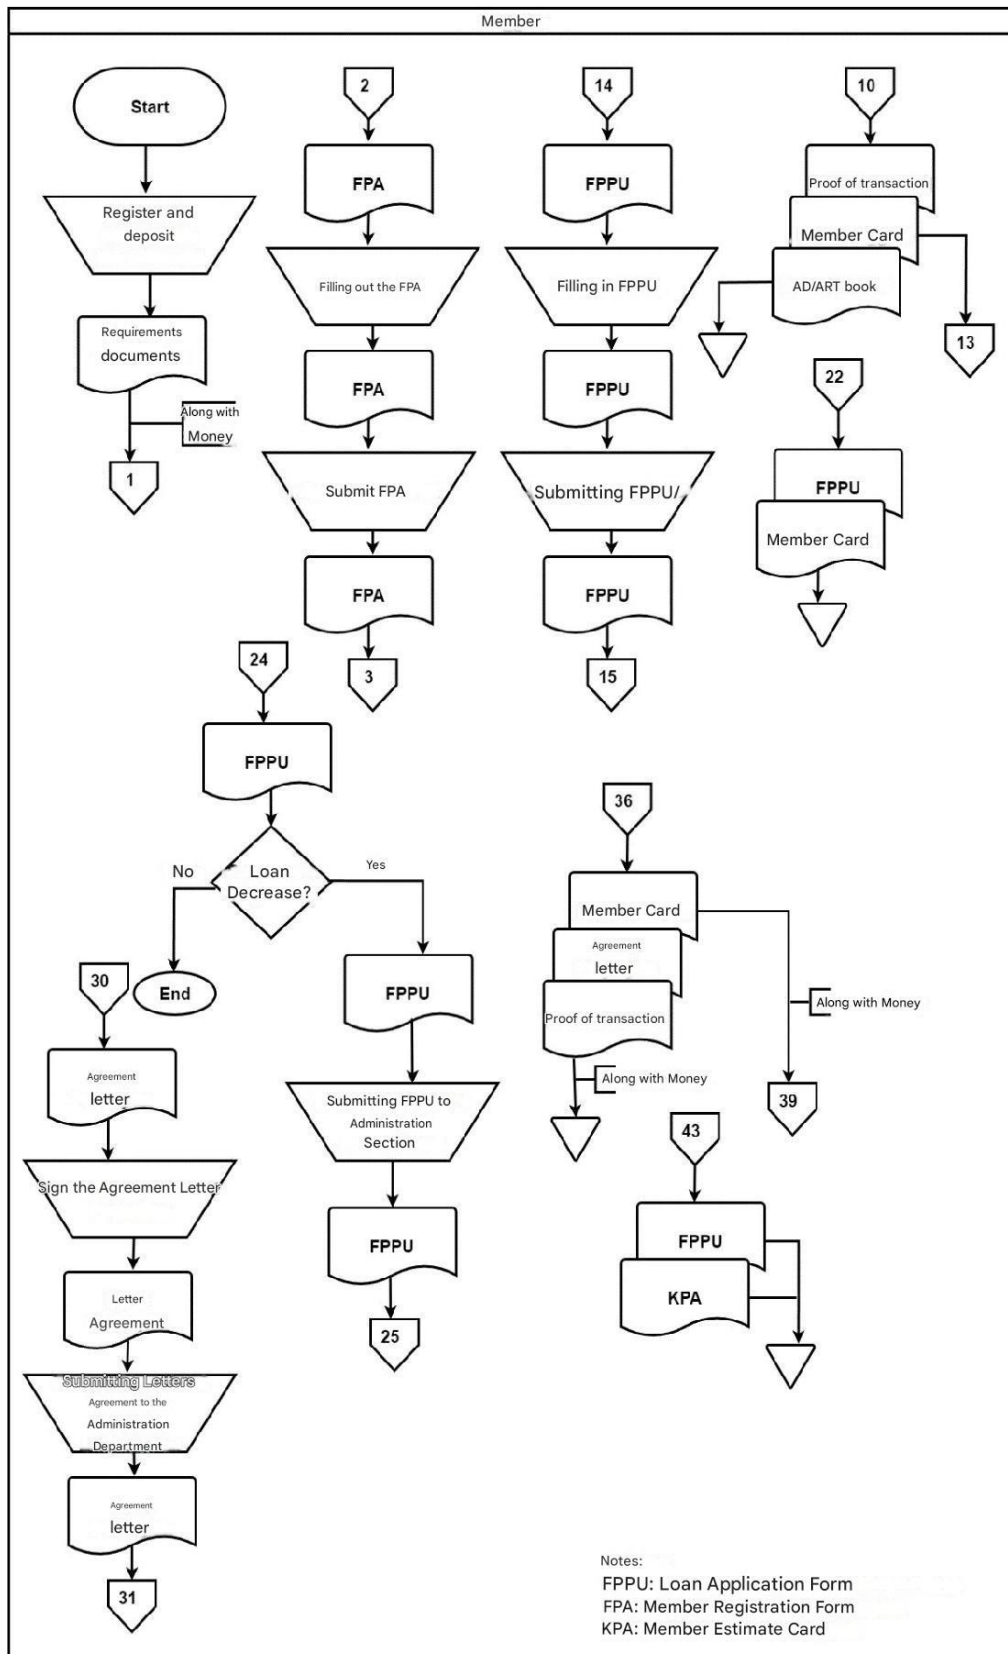 Member
Start
Register and
deposit
Requirements
documents
Along with
Money
1
2
FPA
Filling out the FPA
FPA
Submit FPA
FPA
3
14
FPPU
Filling in FPPU
FPPU
Submitting FPPU/
FPPU
15
10
Proof of transaction
Member Card
AD/ART book
13
22
FPPU
Member Card
24
FPPU
Loan
Decrease?
No
Yes
End
FPPU
Submitting FPPU to
Administration
Section
FPPU
25
30
Agreement
letter
Sign the Agreement Letter
Letter
Agreement
Submitting Letters
Agreement to the
Administration
Department
Agreement
letter
31
36
Member Card
Agreement
letter
Proof of transaction
Along with Money
Along with Money
39
43
FPPU
KPA
Notes:
FPPU: Loan Application Form
FPA: Member Registration Form
KPA: Member Estimate Card